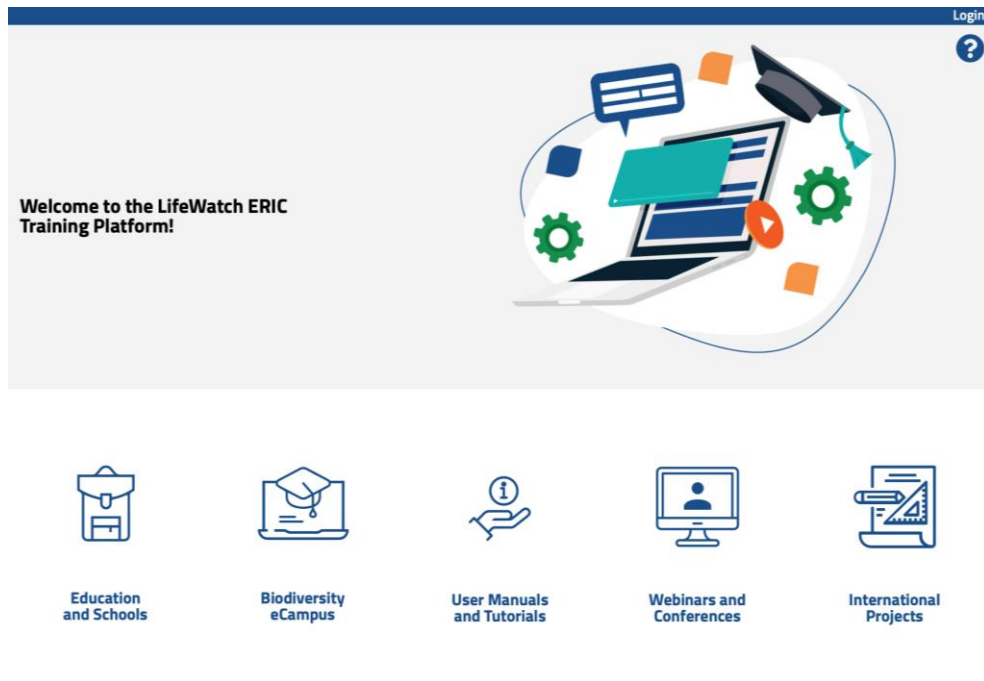 Login
?
Welcome to the LifeWatch ERIC
Training Platform!
i
Education
and Schools
Biodiversity
eCampus
User Manuals
and Tutorials
Webinars and
Conferences
International
Projects